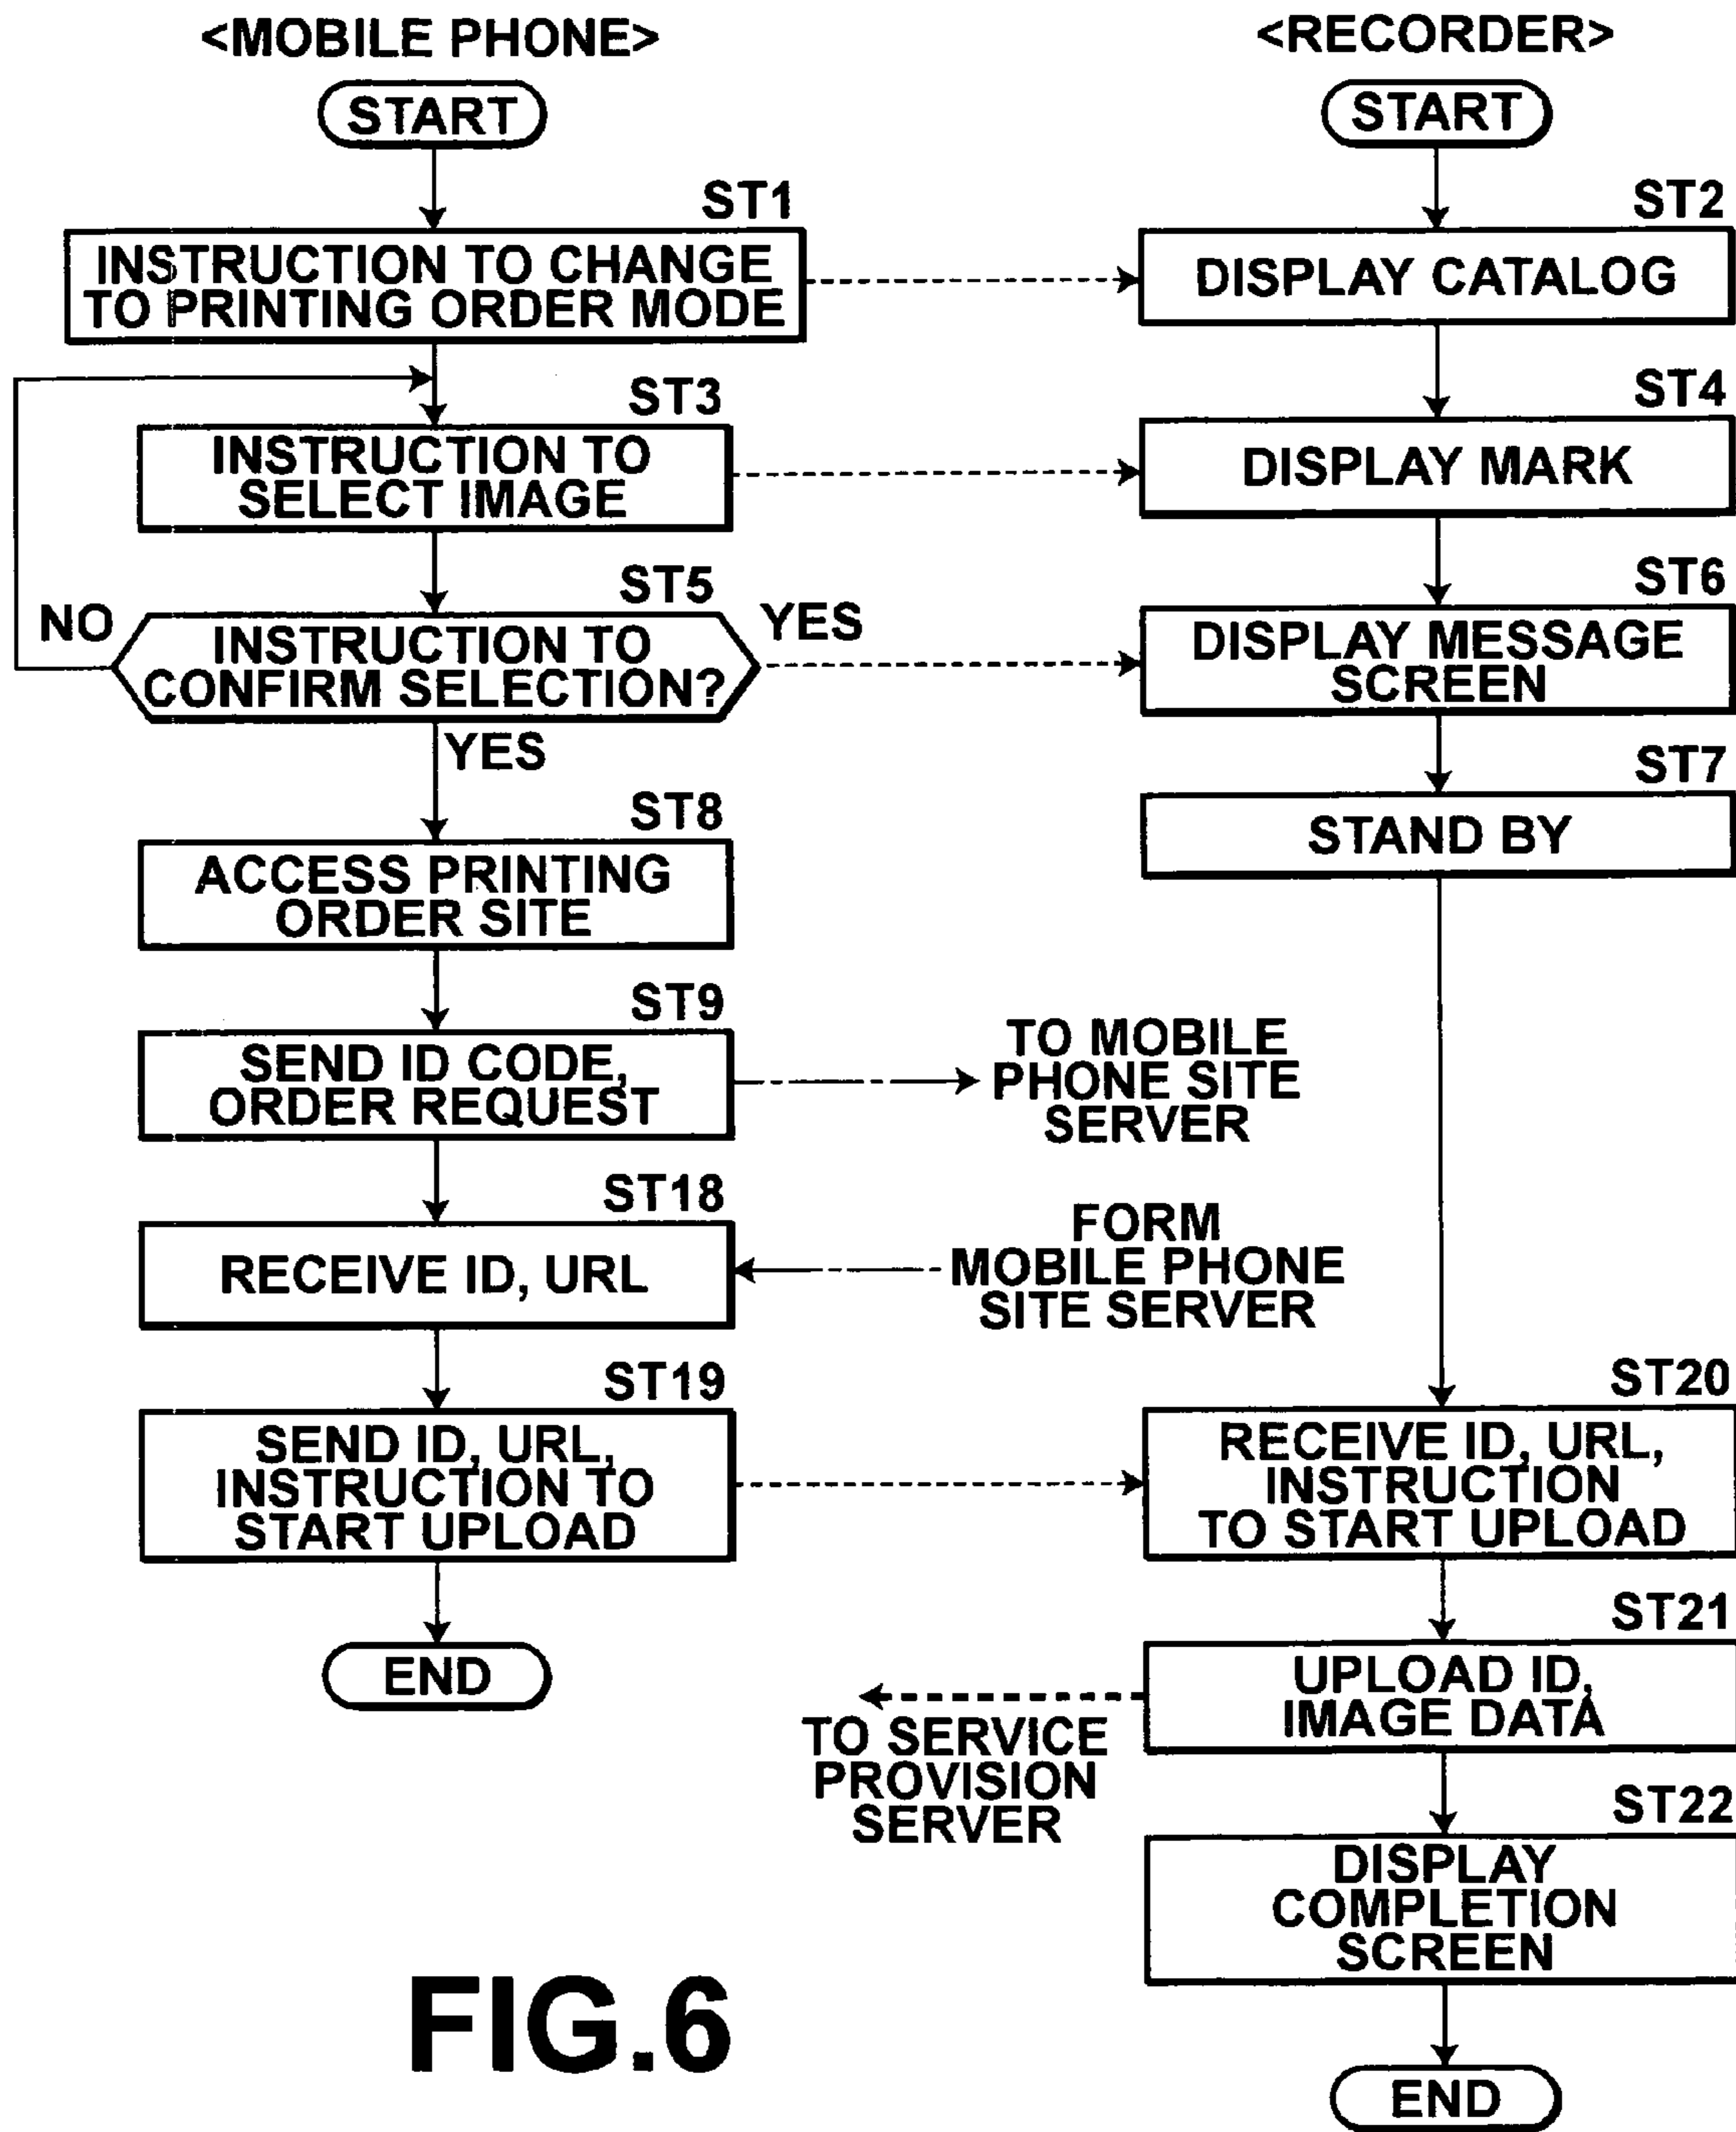 <MOBILE PHONE>
START
ST1
INSTRUCTION TO CHANGE
TO PRINTING ORDER MODE
ST3
INSTRUCTION TO
SELECT IMAGE
ST5
NO
INSTRUCTION TO
CONFIRM SELECTION?
YES
YES
ST8
ACCESS PRINTING
ORDER SITE
ST9
SEND ID CODE,
ORDER REQUEST
TO MOBILE
PHONE SITE
SERVER
ST18
RECEIVE ID, URL
FORM
MOBILE PHONE
SITE SERVER
ST19
SEND ID, URL,
INSTRUCTION TO
START UPLOAD
END
<RECORDER>
START
ST2
DISPLAY CATALOG
ST4
DISPLAY MARK
ST6
DISPLAY MESSAGE
SCREEN
ST7
STAND BY
ST20
RECEIVE ID, URL,
INSTRUCTION
TO START UPLOAD
ST21
UPLOAD ID,
IMAGE DATA
TO SERVICE
PROVISION
SERVER
ST22
DISPLAY
COMPLETION
SCREEN
END
FIG.6